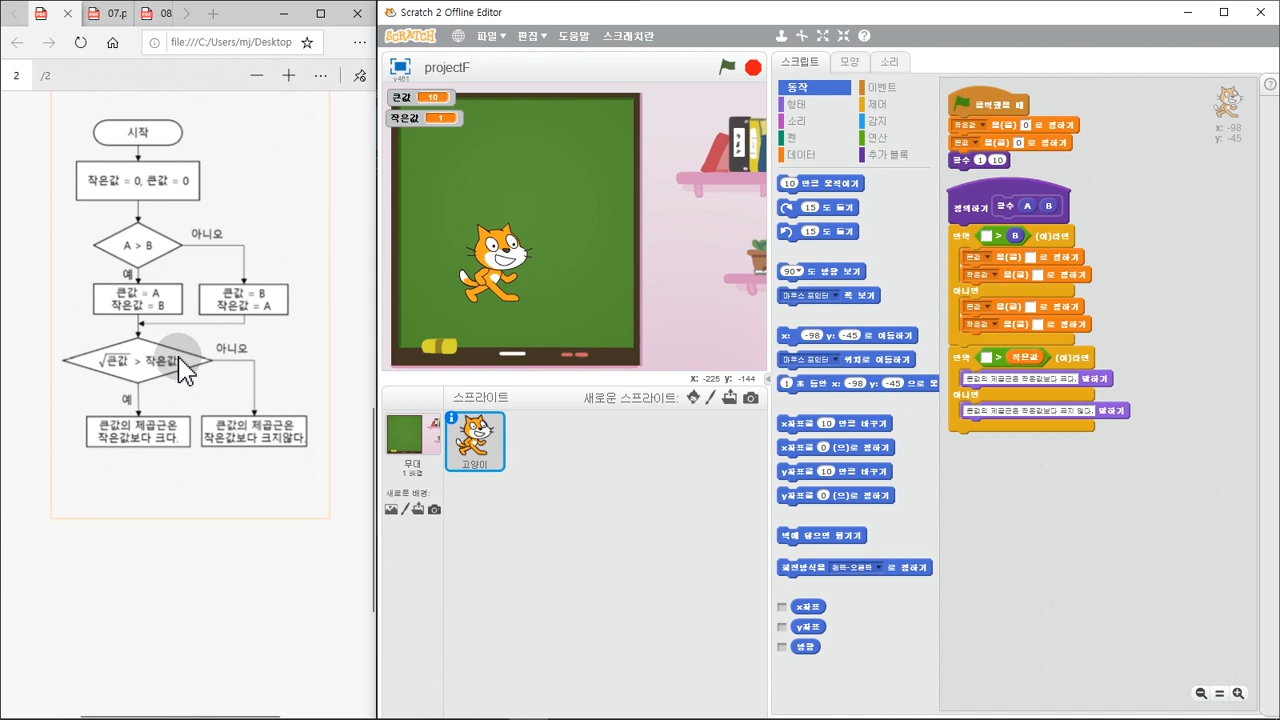 07.p
08
Scratch 2 Offline Editor
file:///C:/Users/mj/Desktop
SCRATCH
파일
편집
도움말
스크래치란
2
/2
v461
projectF
스크립트
모양
소리
큰값 10
작은값 1
동작
이벤트
형태
제어
소리
감지
펜
연산
데이터
추가 블록
x: -98
y: -45
시작
작은값 = 0, 큰값 = 0
A > B
아니오
예
큰값 = A
작은값 = B
큰값 = B
작은값 = A
√큰값 > 작은값
아니오
예
큰값의 제곱근은
작은값보다 크다.
큰값의 제곱근은
작은값보다 크지않다.
10 만큼 움직이기
15 도 돌기
15 도 돌기
90 도 방향 보기
마우스 포인터 쪽 보기
x: -98 y: -45 로 이동하기
마우스 포인터 위치로 이동하기
1 초 동안 x: -98 y: -45 으로 움
x좌표를 10 만큼 바꾸기
x좌표를 0 (으)로 정하기
y좌표를 10 만큼 바꾸기
y좌표를 0 (으)로 정하기
벽에 닿으면 튕기기
회전방식을 왼쪽-오른쪽 로 정하기
x좌표
y좌표
방향
클릭했을 때
작은값 을(를) 0 로 정하기
큰값 을(를) 0 로 정하기
함수 1 10
정의하기 함수 A B
만약 > B (이)라면
큰값 을(를) 로 정하기
작은값 을(를) 로 정하기
아니면
큰값 을(를) 로 정하기
작은값 을(를) 로 정하기
만약 > 작은값 (이)라면
큰값의 제곱근은 작은값보다 크다. 말하기
아니면
큰값의 제곱근은 작은값보다 크지 않다. 말하기
x: -225 y: -144
스프라이트
새로운 스프라이트:
무대
1 배경
고양이
새로운 배경: